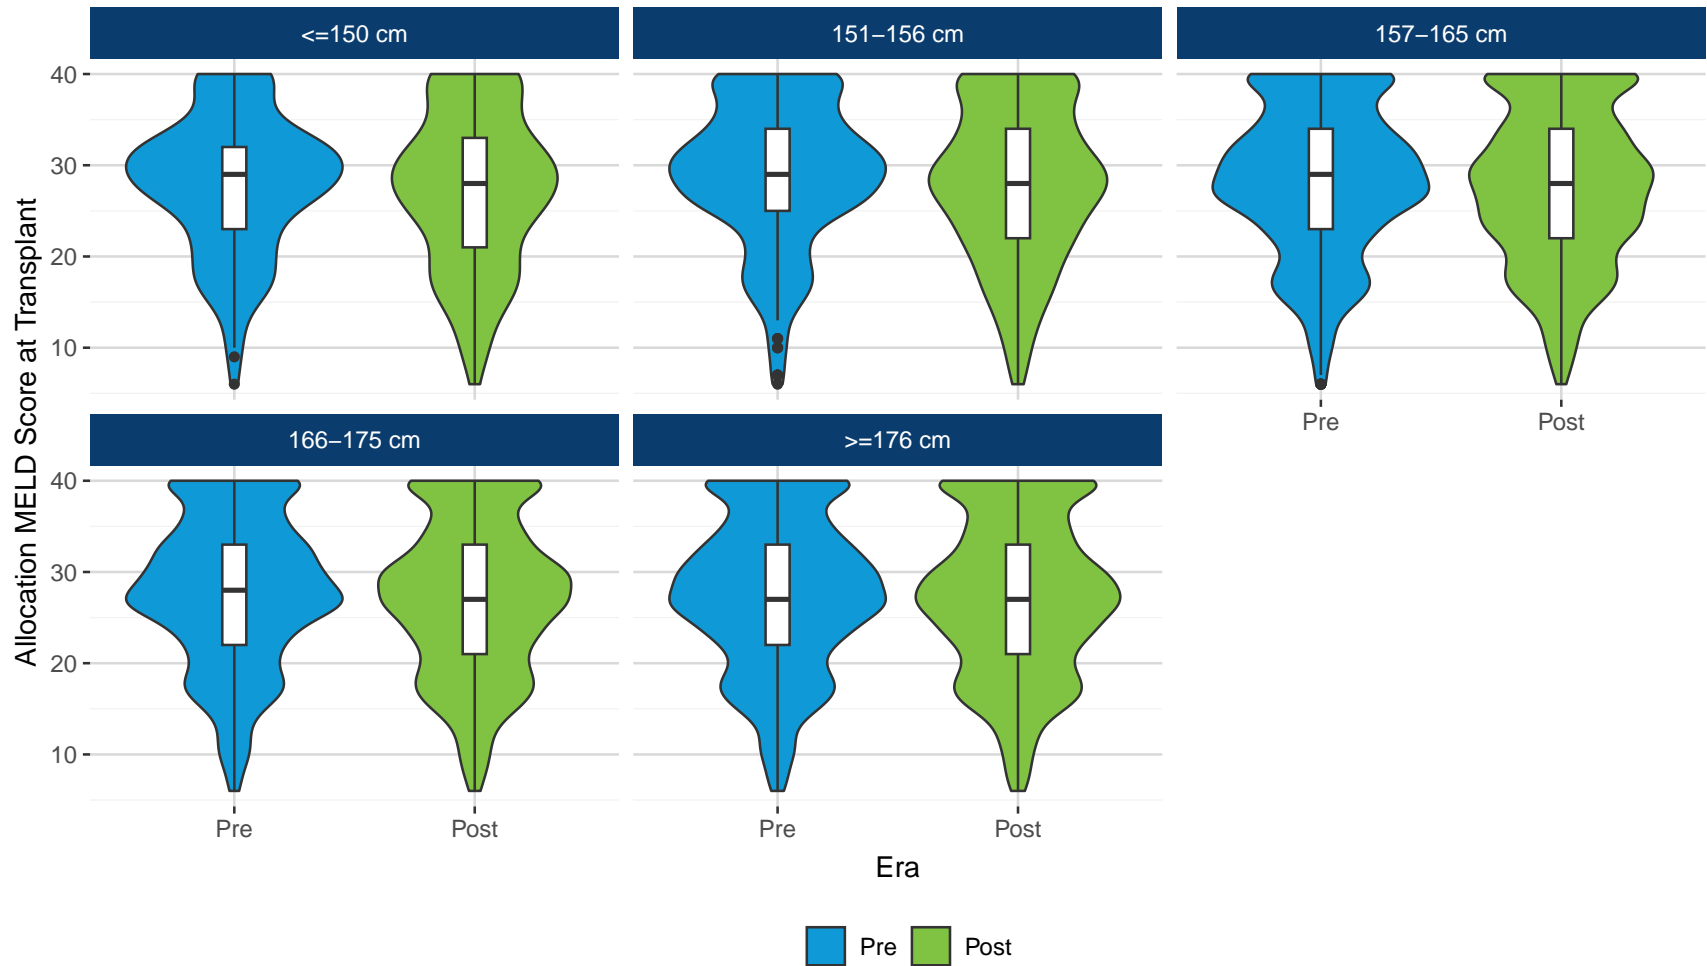 <=150 cm
151–156 cm
157–165 cm
40
30
20
10
Pre
Post
166–175 cm
>=176 cm
40
30
20
10
Pre
Post
Pre
Post
Allocation MELD Score at Transplant
Era
Pre
Post